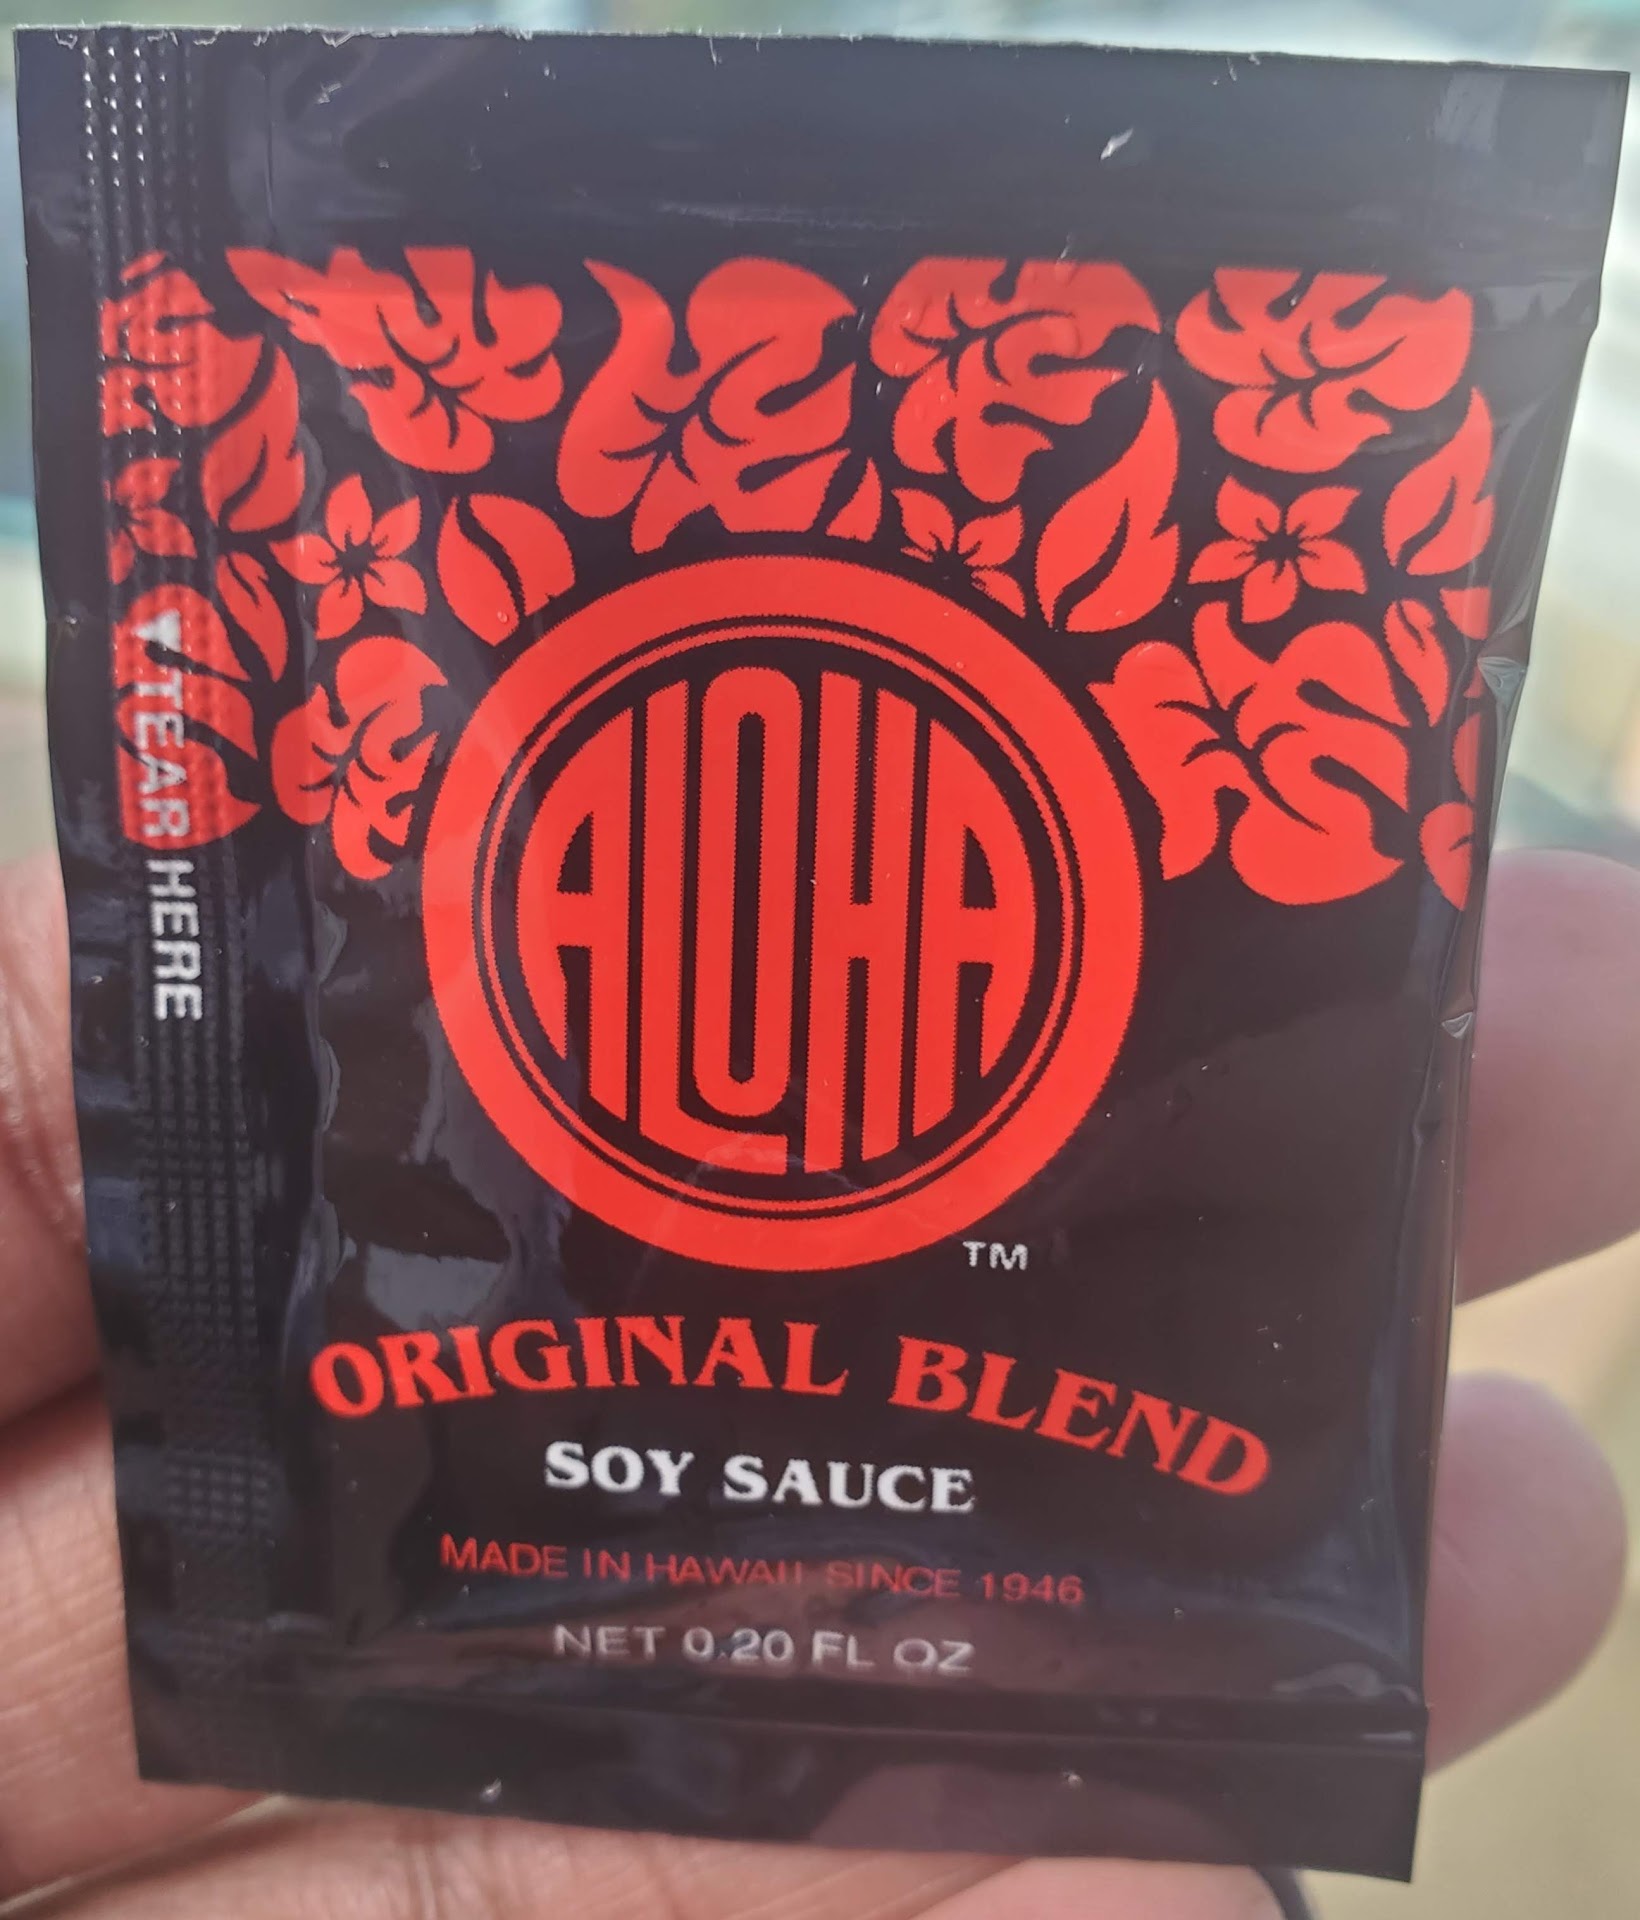 ALOHA
TM
ORIGINAL BLEND
SOY SAUCE
MADE IN HAWAII SINCE 1946
NET 0.20 FL OZ
TEAR HERE